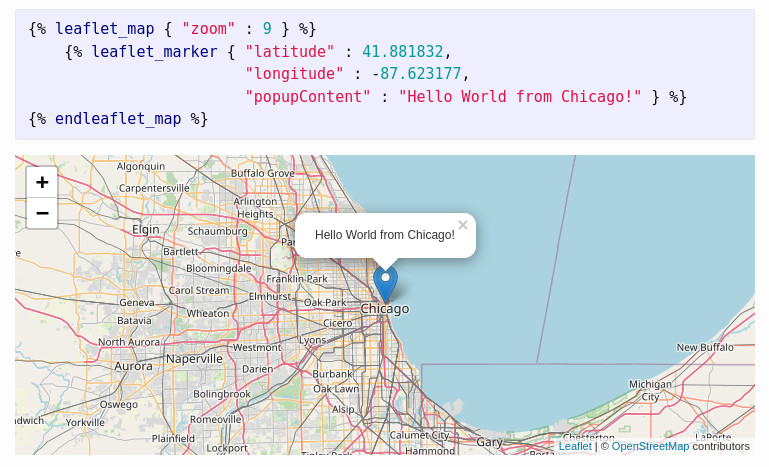 {% leaflet_map { "zoom" : 9 } %}
{% leaflet_marker { "latitude" : 41.881832,
"longitude" : -87.623177,
"popupContent" : "Hello World from Chicago!" } %}
{% endleaflet_map %}
Algonquin
Buffalo Grove
Carpentersville
Arlington
Heights
Elgin
Schaumburg
Hello World from Chicago!
×
+
−
Bartlett
Bloomingdale
Franklin Park
Carol Stream
Elmhurst
Oak Park
Geneva
Chicago
Wheaton
Batavia
Cicero
North Aurora
Lyons
Westmont
New Buffalo
Naperville
Aurora
Darien
Burbank
Michigan
City
Bolingbrook
Oak Lawn
Oswego
Alsip
Romeoville
dwich
Yorkville
Plainfield
Calumet City
Gary
Chesterton
LaPorte
Lockport
Hammond
Leaflet | © OpenStreetMap contributors